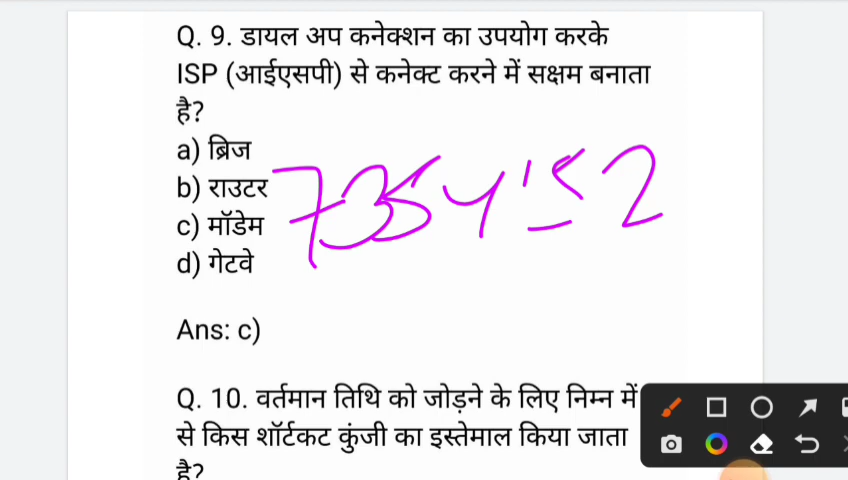 Q. 9. डायल अप कनेक्शन का उपयोग करके
ISP (आईएसपी) से कनेक्ट करने में सक्षम बनाता
है?
a) ब्रिज
b) राउटर
c) मॉडेम
d) गेटवे
Ans: c)
Q. 10. वर्तमान तिथि को जोड़ने के लिए निम्न में
से किस शॉर्टकट कुंजी का इस्तेमाल किया जाता
है?